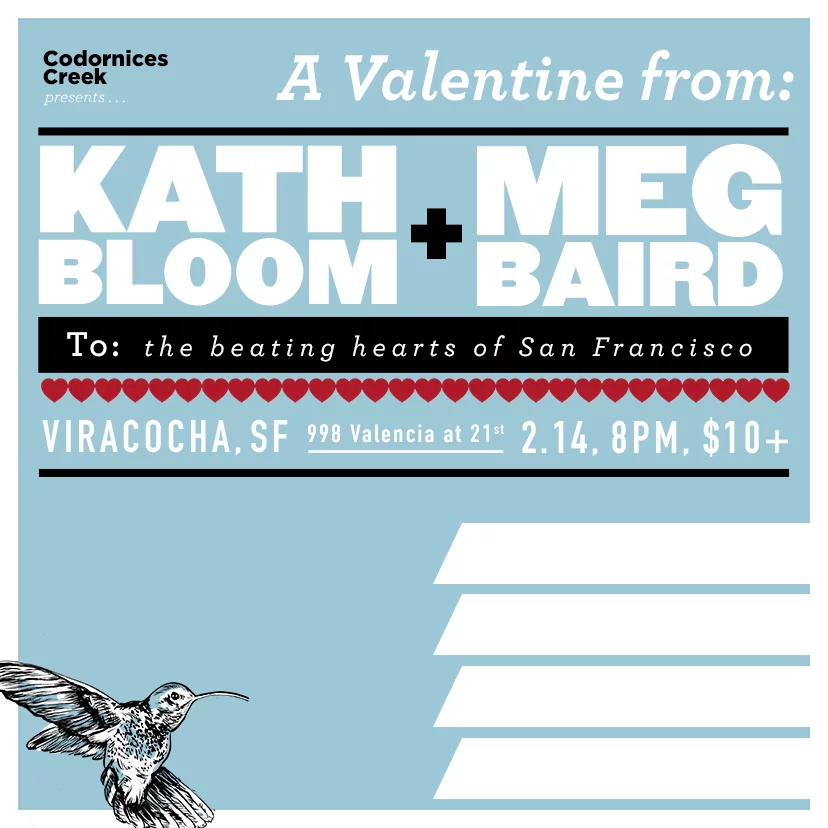 Codornices
Creek
presents...
A Valentine from:
KATH BLOOM + MEG BAIRD
To: the beating hearts of San Francisco
VIRACOCHA, SF 998 Valencia at 21st 2.14, 8PM, $10+